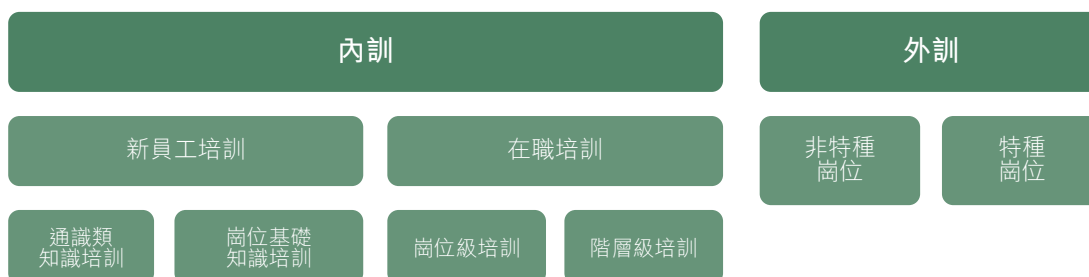 內訓
外訓
新員工培訓
在職培訓
非特種
崗位
特種
崗位
通識類
知識培訓
崗位基礎
知識培訓
崗位級培訓
階層級培訓